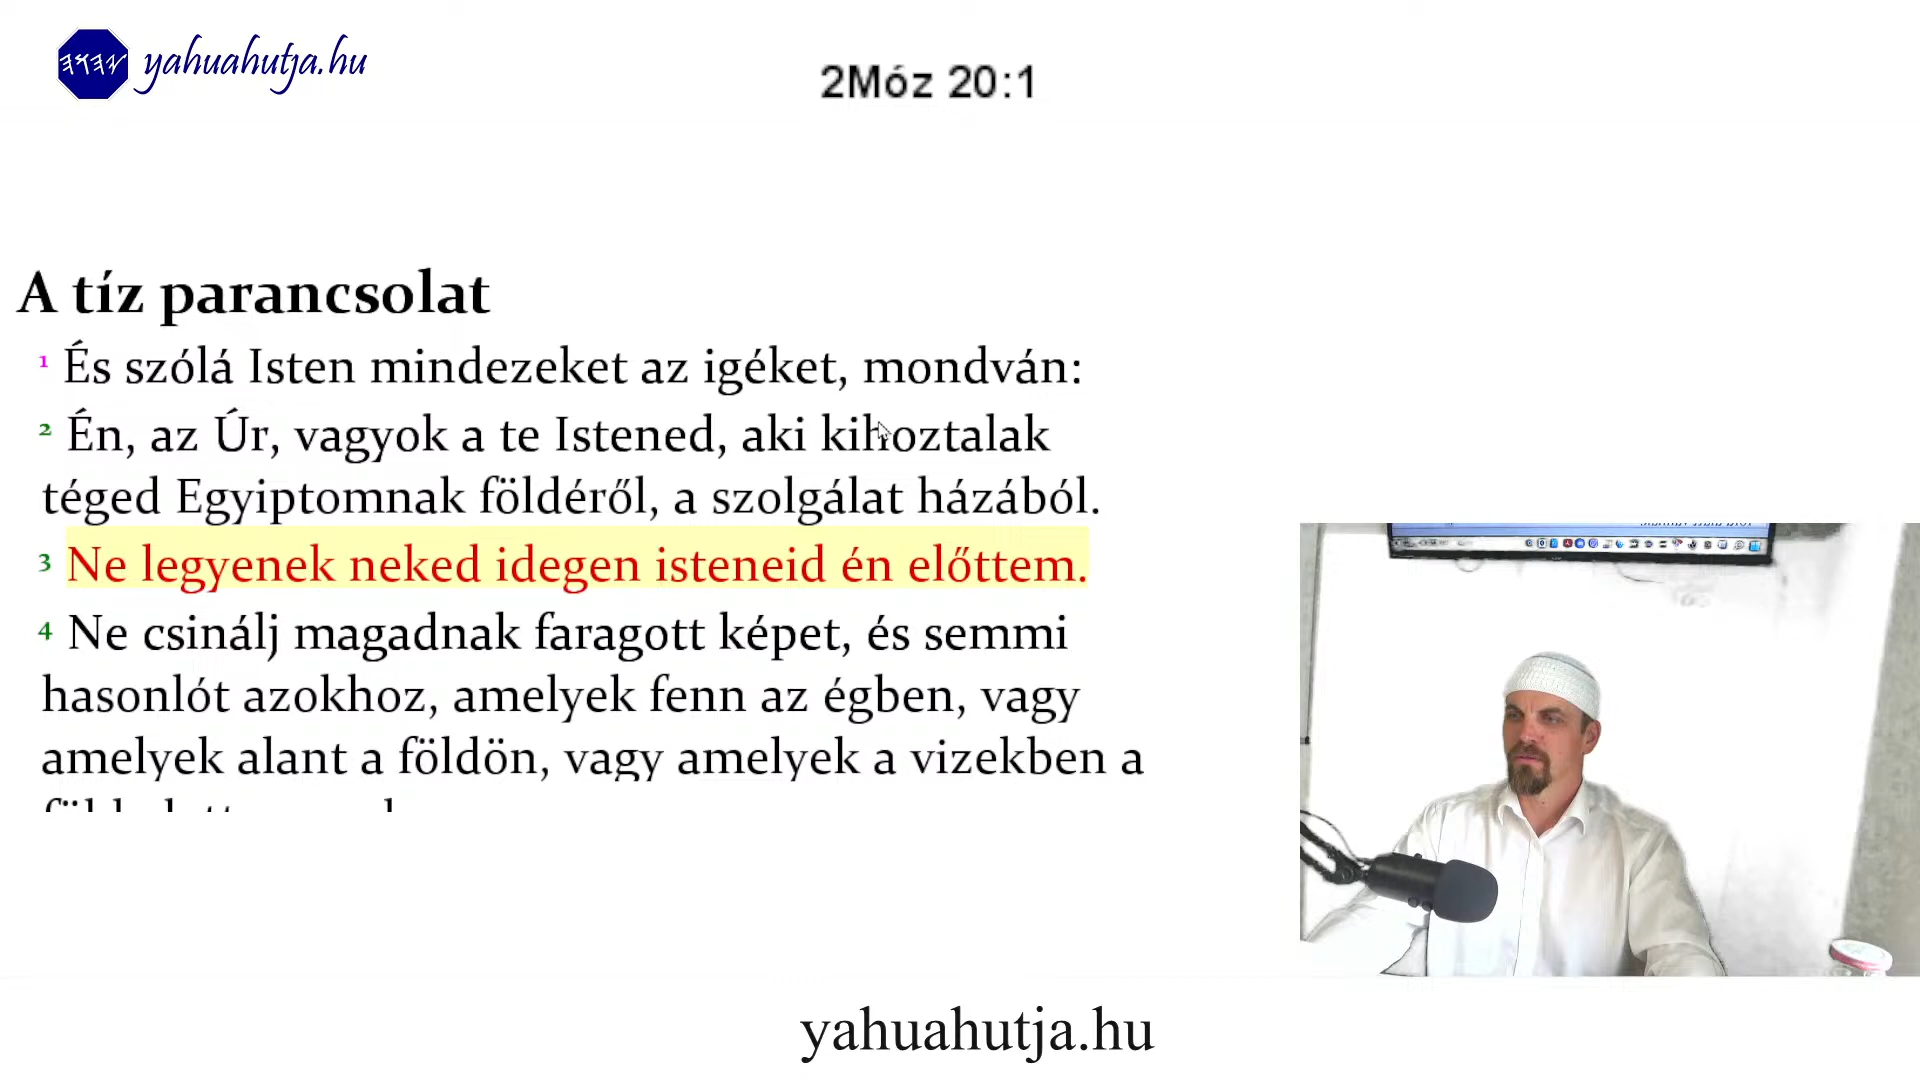 yahuahutja.hu
2Móz 20:1
A tíz parancsolat
1 És szólá Isten mindezeket az igéket, mondván:
2 Én, az Úr, vagyok a te Istened, aki kihoztalak
téged Egyiptomnak földéről, a szolgálat házából.
3 Ne legyenek neked idegen isteneid én előttem.
4 Ne csinálj magadnak faragott képet, és semmi
hasonlót azokhoz, amelyek fenn az égben, vagy
amelyek alant a földön, vagy amelyek a vizekben a
yahuahutja.hu